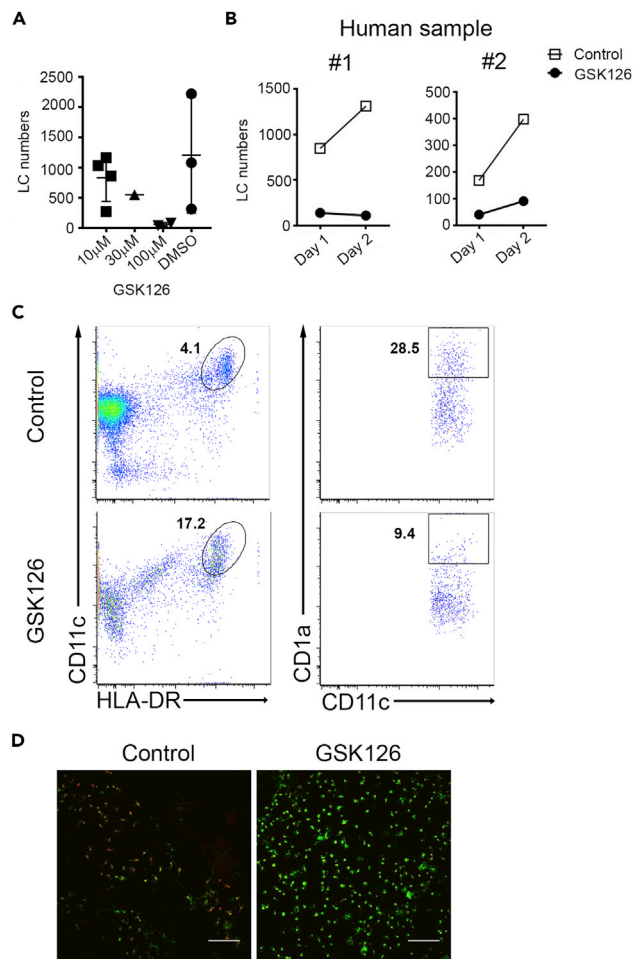 A
LC numbers
2500
2000
1500
1000
500
0
10µM
30µM
100µM
DMSO
GSK126
B
Human sample
Control
GSK126
#1
#2
LC numbers
1500
1000
500
0
Day 1
Day 2
500
400
300
200
100
0
Day 1
Day 2
C
Control
4.1
28.5
GSK126
17.2
9.4
CD11c
HLA-DR
CD1a
CD11c
D
Control
GSK126